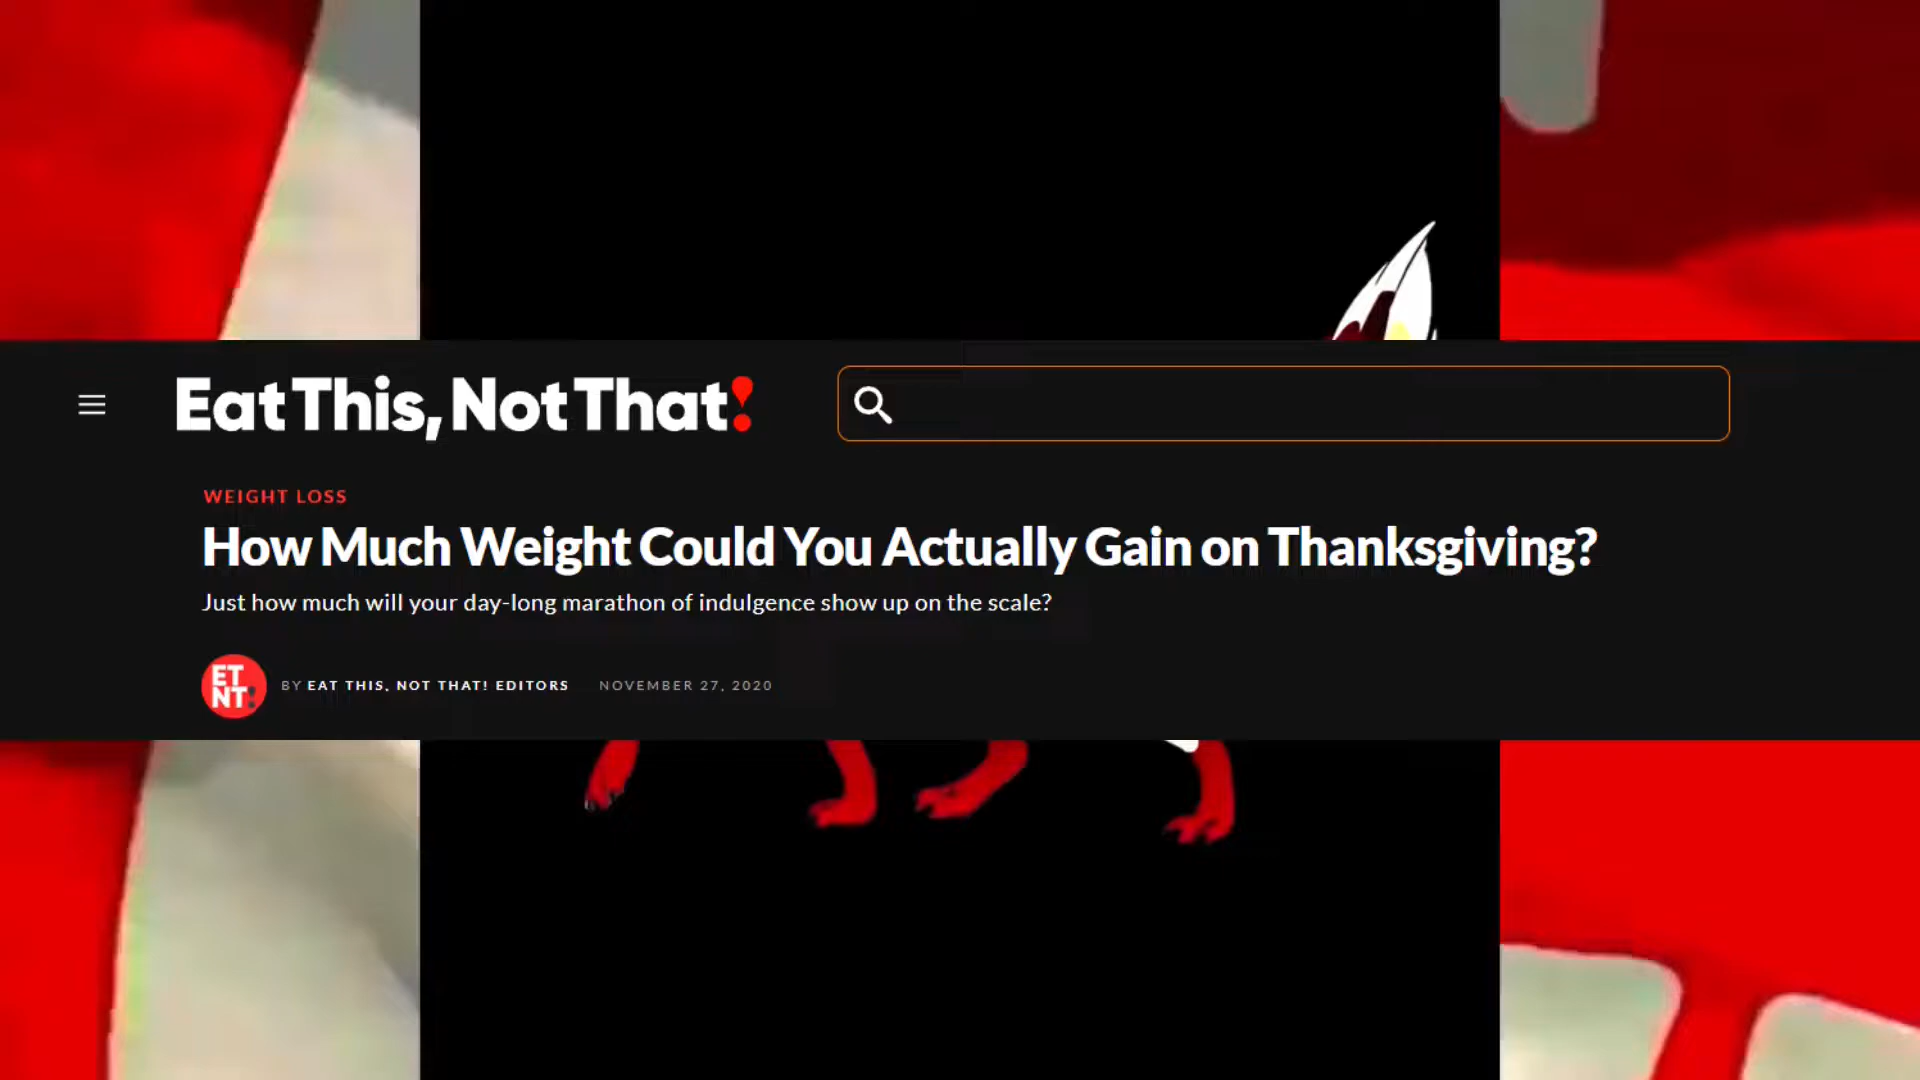 Eat This, Not That!
WEIGHT LOSS
How Much Weight Could You Actually Gain on Thanksgiving?
Just how much will your day-long marathon of indulgence show up on the scale?
ET
NT!
BY EAT THIS, NOT THAT! EDITORS NOVEMBER 27, 2020